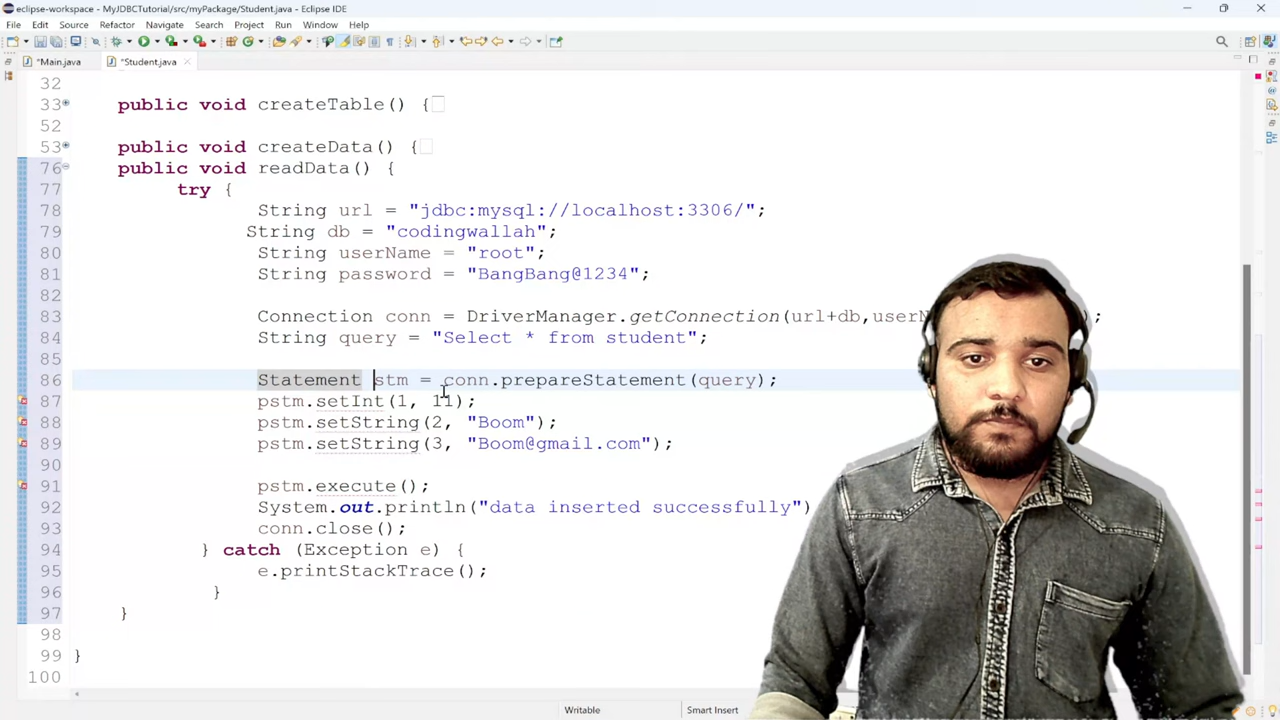 eclipse-workspace - MyJDBCTutorial/src/myPackage/Student.java - Eclipse IDE
File Edit Source Refactor Navigate Search Project Run Window Help
*Main.java *Student.java
32
33 public void createTable() {
52
53 public void createData() {
76 public void readData() {
77 try {
78 String url = "jdbc:mysql://localhost:3306/";
79 String db = "codingwallah";
80 String userName = "root";
81 String password = "BangBang@1234";
82
83 Connection conn = DriverManager.getConnection(url+db,userN );
84 String query = "Select * from student";
85
86 Statement stm = conn.prepareStatement(query);
87 pstm.setInt(1, 11);
88 pstm.setString(2, "Boom");
89 pstm.setString(3, "Boom@gmail.com");
90
91 pstm.execute();
92 System.out.println("data inserted successfully")
93 conn.close();
94 } catch (Exception e) {
95 e.printStackTrace();
96 }
97 }
98
99 }
100
Writable Smart Insert